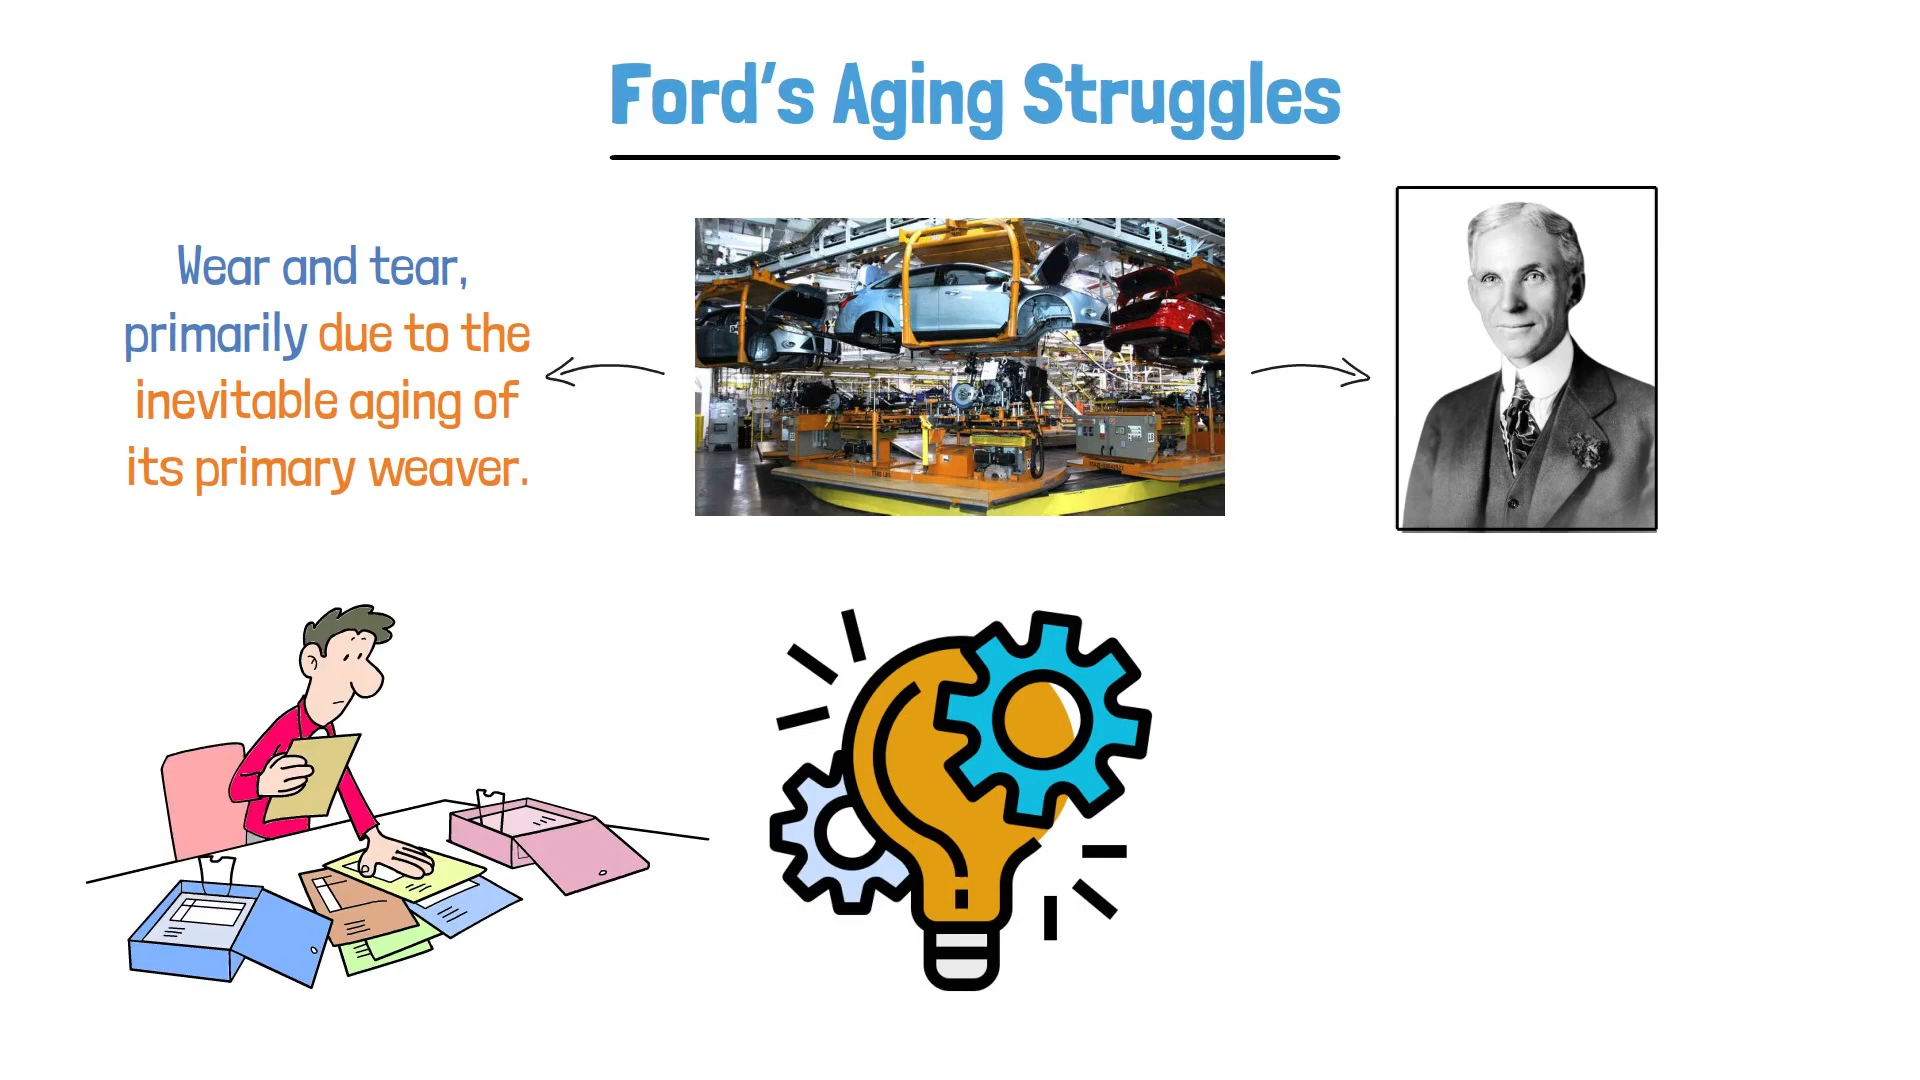 Ford's Aging Struggles
Wear and tear,
primarily due to the
inevitable aging of
its primary weaver.